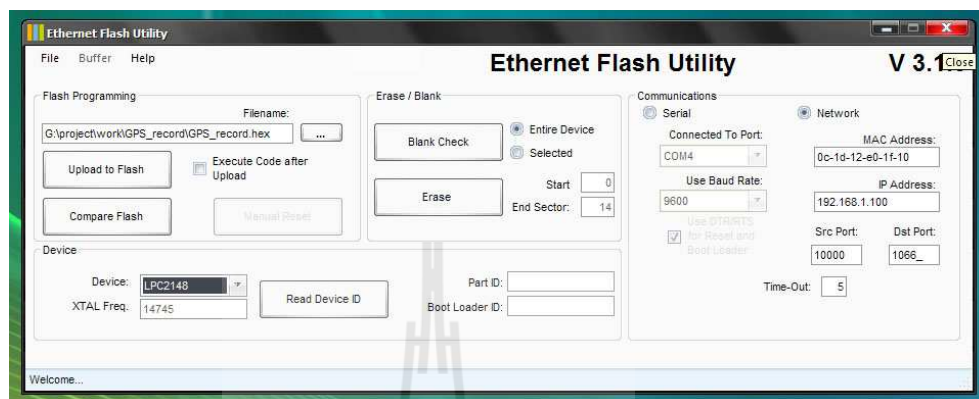 Ethernet Flash Utility
File Buffer Help
Ethernet Flash Utility V 3.1
Close
Flash Programming
Filename:
G:\project\work\GPS_record\GPS_record.hex ...
Upload to Flash
Execute Code after
Upload
Compare Flash
Manual Reset
Erase / Blank
Blank Check
Entire Device
Selected
Erase
Start 0
End Sector: 14
Communications
Serial
Network
Connected To Port:
COM4
Use Baud Rate:
9600
Use DTR/RTS
for Reset and
Boot Loader
MAC Address:
0c-1d-12-e0-1f-10
IP Address:
192.168.1.100
Src Port: Dst Port:
10000 1066_
Time-Out: 5
Device
Device: LPC2148
XTAL Freq. 14745
Read Device ID
Part ID:
Boot Loader ID:
Welcome...